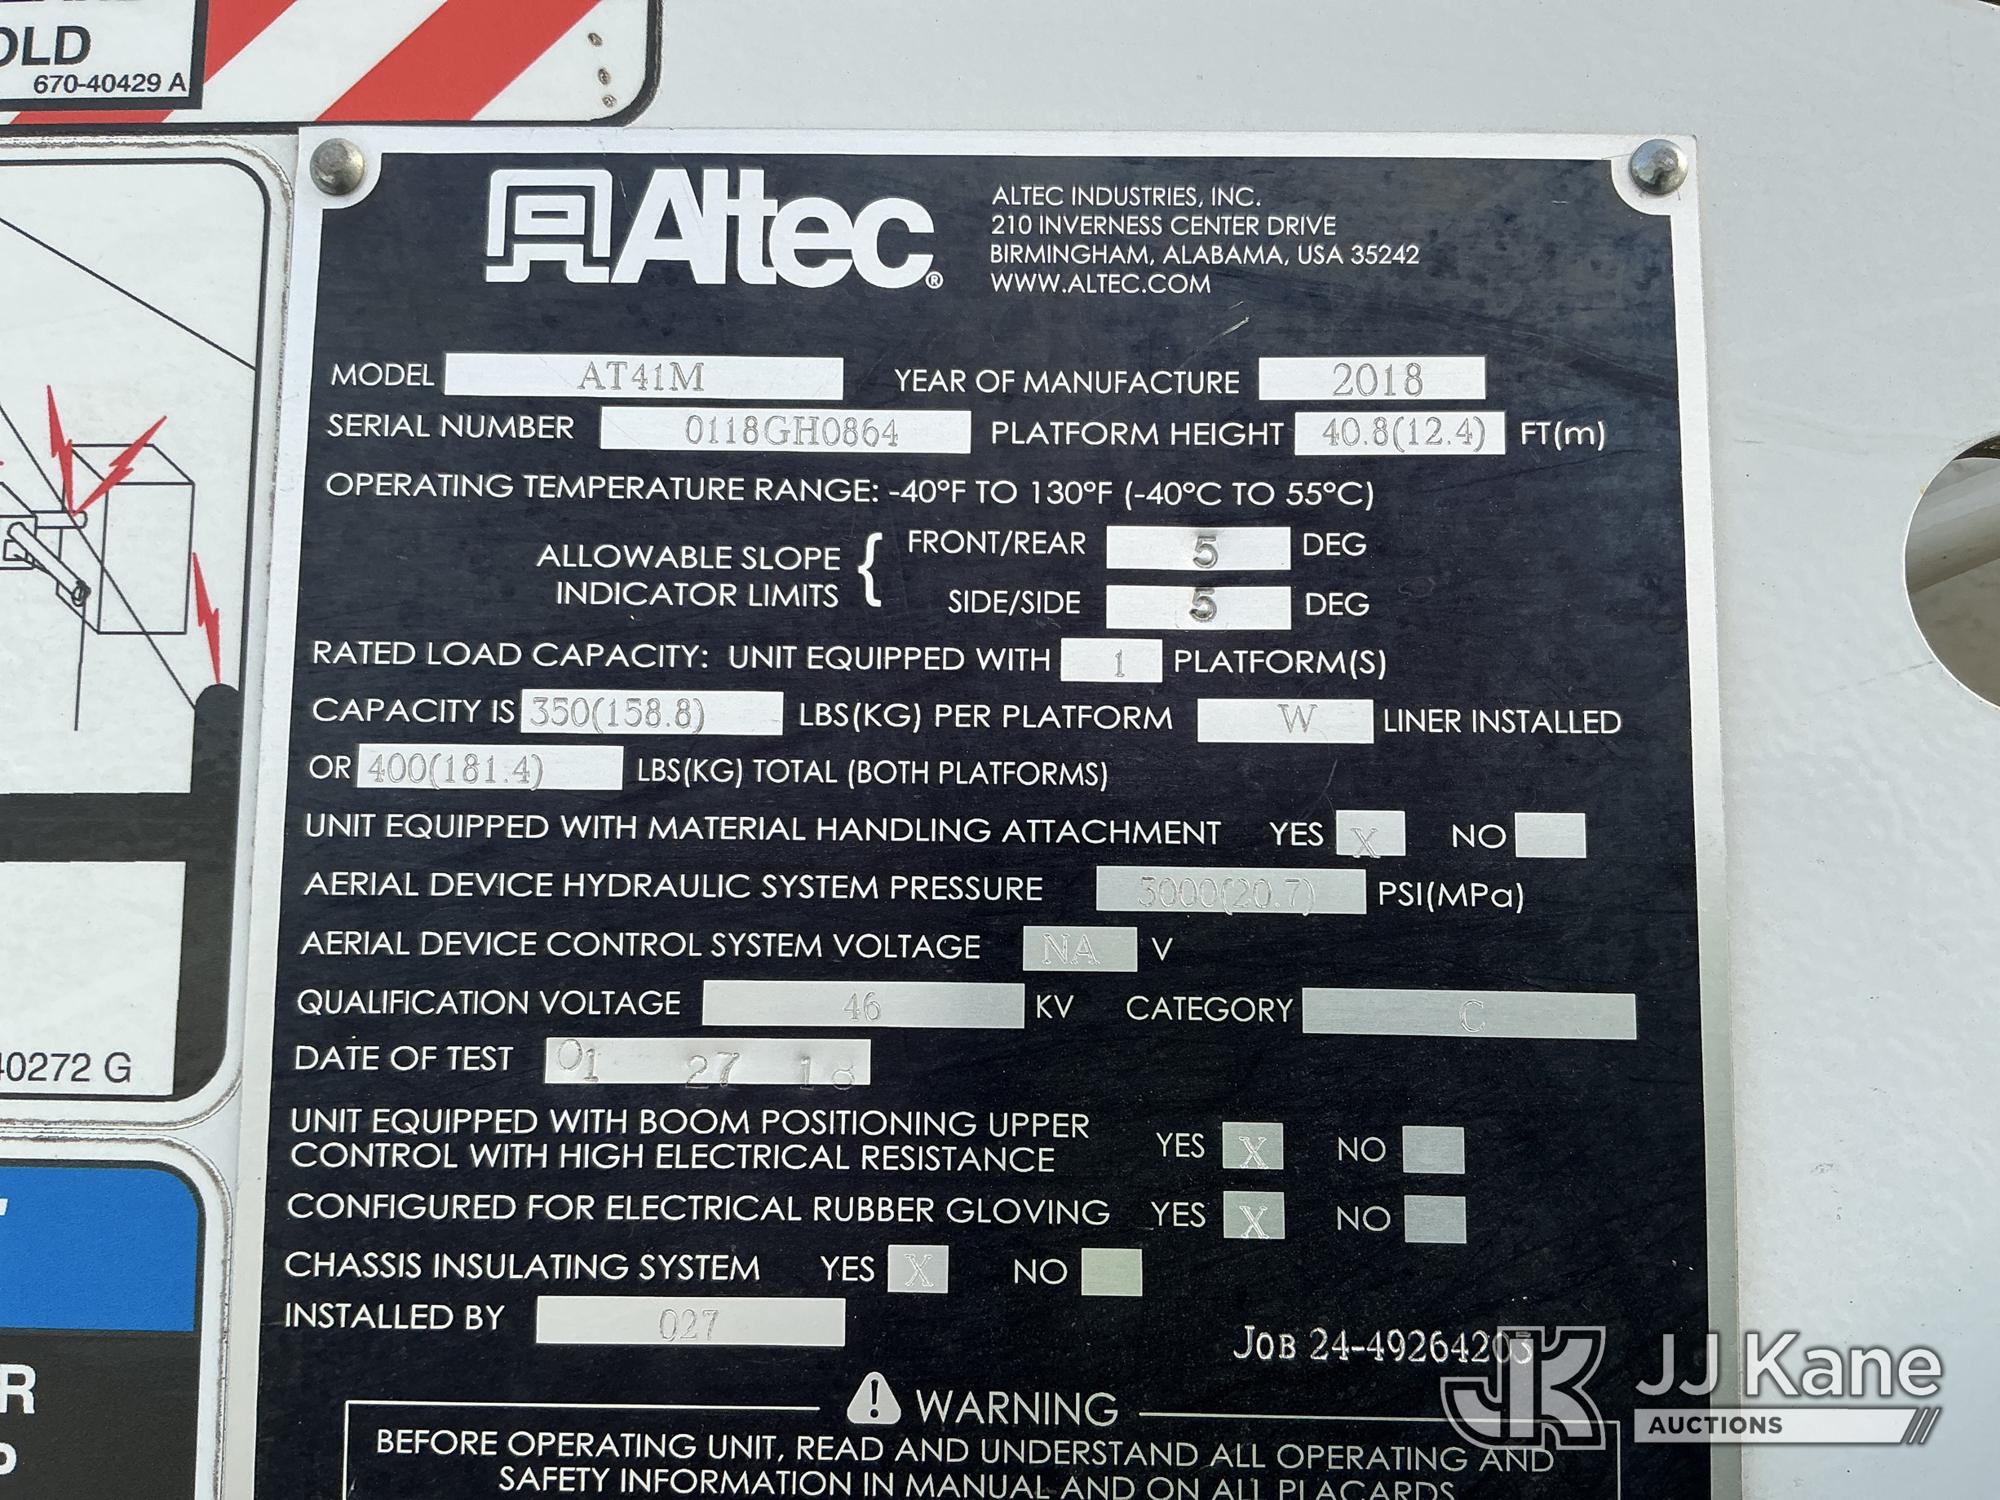 OLD
670-40429 A
Altec®
ALTEC INDUSTRIES, INC.
210 INVERNESS CENTER DRIVE
BIRMINGHAM, ALABAMA, USA 35242
WWW.ALTEC.COM
MODEL AT41M YEAR OF MANUFACTURE 2018
SERIAL NUMBER 0118GH0864 PLATFORM HEIGHT 40.8(12.4) FT(m)
OPERATING TEMPERATURE RANGE: -40°F TO 130°F (-40°C TO 55°C)
ALLOWABLE SLOPE INDICATOR LIMITS { FRONT/REAR 5 DEG
SIDE/SIDE 5 DEG
RATED LOAD CAPACITY: UNIT EQUIPPED WITH 1 PLATFORM(S)
CAPACITY IS 350(158.8) LBS(KG) PER PLATFORM W LINER INSTALLED
OR 400(181.4) LBS(KG) TOTAL (BOTH PLATFORMS)
UNIT EQUIPPED WITH MATERIAL HANDLING ATTACHMENT YES X NO
AERIAL DEVICE HYDRAULIC SYSTEM PRESSURE 3000(20.7) PSI(MPa)
AERIAL DEVICE CONTROL SYSTEM VOLTAGE NA V
QUALIFICATION VOLTAGE 46 KV CATEGORY C
DATE OF TEST 01 27 18
UNIT EQUIPPED WITH BOOM POSITIONING UPPER
CONTROL WITH HIGH ELECTRICAL RESISTANCE YES X NO
CONFIGURED FOR ELECTRICAL RUBBER GLOVING YES X NO
CHASSIS INSULATING SYSTEM YES X NO
INSTALLED BY 027
JOB 24-49264203
WARNING
BEFORE OPERATING UNIT, READ AND UNDERSTAND ALL OPERATING AND
SAFETY INFORMATION IN MANUAL AND ON ALL PLACARDS
40272 G
R
JK JJ Kane
AUCTIONS